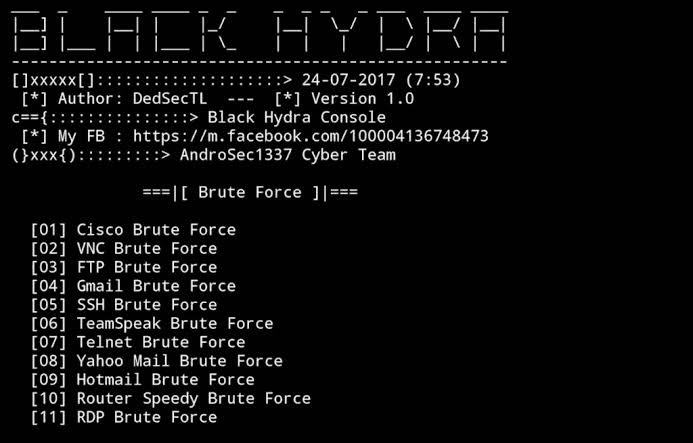 BLACK HYDRA
[]xxxxx[]::::::::::::::::::::> 24-07-2017 (7:53)
[*] Author: DedSecTL  ---  [*] Version 1.0
c=={:::::::::::::::> Black Hydra Console
[*] My FB : https://m.facebook.com/100004136748473
(}xxx{):::::::::> AndroSec1337 Cyber Team
===|[ Brute Force ]|===
[01] Cisco Brute Force
[02] VNC Brute Force
[03] FTP Brute Force
[04] Gmail Brute Force
[05] SSH Brute Force
[06] TeamSpeak Brute Force
[07] Telnet Brute Force
[08] Yahoo Mail Brute Force
[09] Hotmail Brute Force
[10] Router Speedy Brute Force
[11] RDP Brute Force